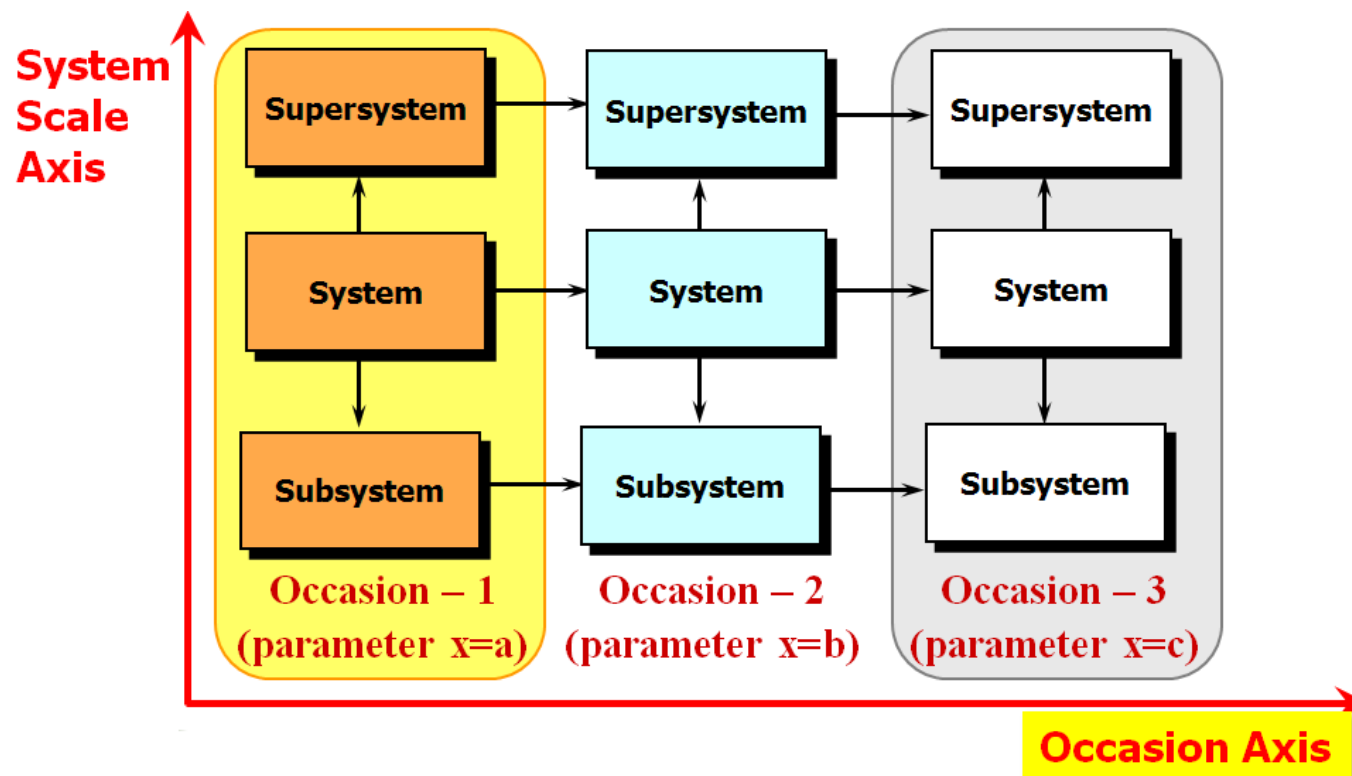 System
Scale
Axis
Supersystem
Supersystem
Supersystem
System
System
System
Subsystem
Subsystem
Subsystem
Occasion – 1
(parameter x=a)
Occasion – 2
(parameter x=b)
Occasion – 3
(parameter x=c)
Occasion Axis